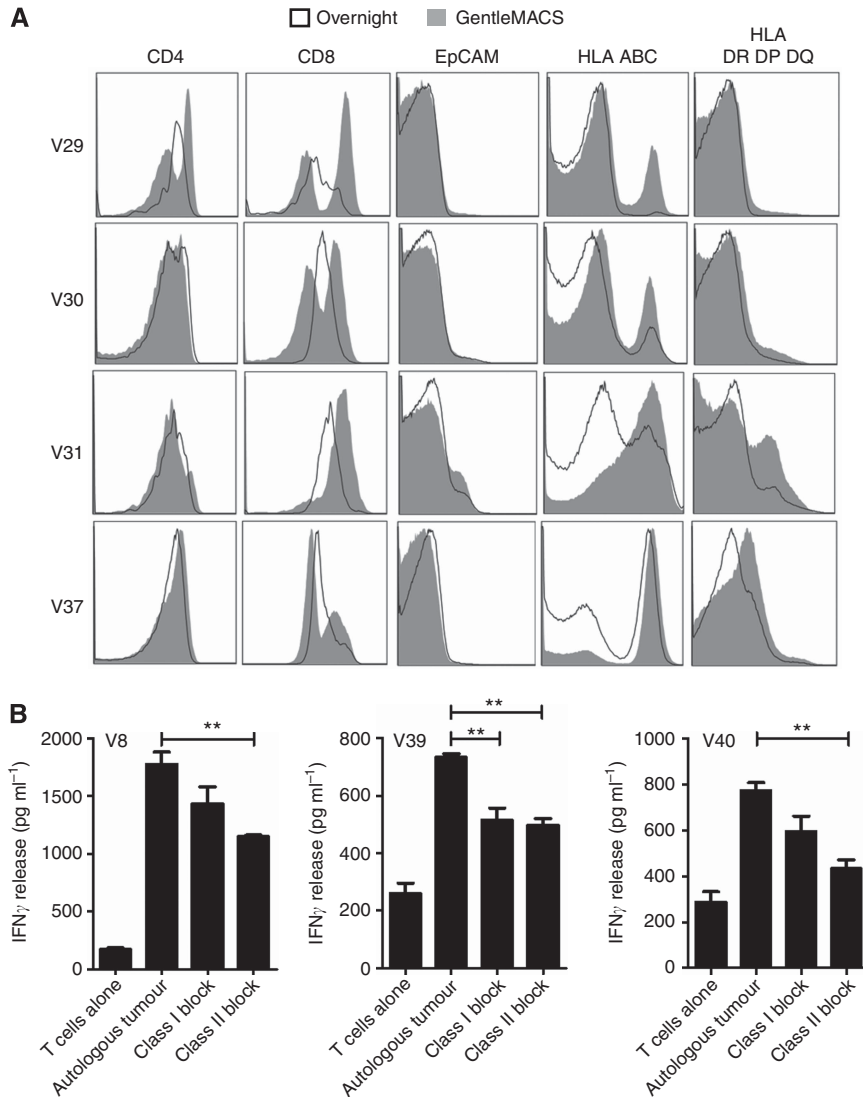 A
Overnight GentleMACS
CD4 CD8 EpCAM HLA ABC HLA DR DP DQ
V29
V30
V31
V37
B
V8
**
IFNγ release (pg ml⁻¹)
2000
1500
1000
500
0
T cells alone
Autologous tumour
Class I block
Class II block
V39
**
**
IFNγ release (pg ml⁻¹)
800
600
400
200
0
T cells alone
Autologous tumour
Class I block
Class II block
V40
**
IFNγ release (pg ml⁻¹)
1000
800
600
400
200
0
T cells alone
Autologous tumour
Class I block
Class II block